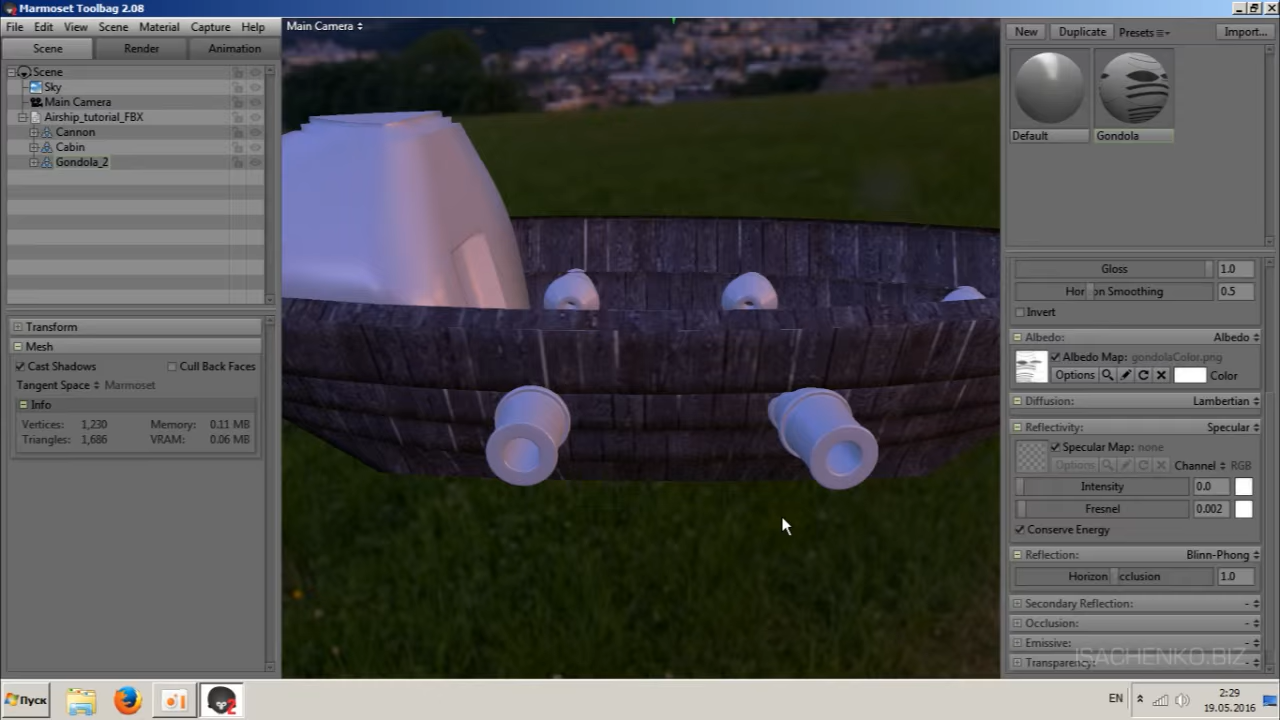 Marmoset Toolbag 2.08
File Edit View Scene Material Capture Help
Scene Render Animation
Scene
Sky
Main Camera
Airship_tutorial_FBX
Cannon
Cabin
Gondola_2
Transform
Mesh
Cast Shadows Cull Back Faces
Tangent Space Marmoset
Info
Vertices: 1,230 Memory: 0.11 MB
Triangles: 1,686 VRAM: 0.06 MB
Main Camera
New Duplicate Presets Import...
Default Gondola
Gloss 1.0
Horizon Smoothing 0.5
Invert
Albedo: Albedo
Albedo Map: gondolaColor.png
Options Color
Diffusion: Lambertian
Reflectivity: Specular
Specular Map: none
Options Channel RGB
Intensity 0.0
Fresnel 0.002
Conserve Energy
Reflection: Blinn-Phong
Horizon Occlusion 1.0
Secondary Reflection: -
Occlusion: -
Emissive: -
Transparency: -
ISACHENKO.BIZ
Пуск
EN
2:29
19.05.2016